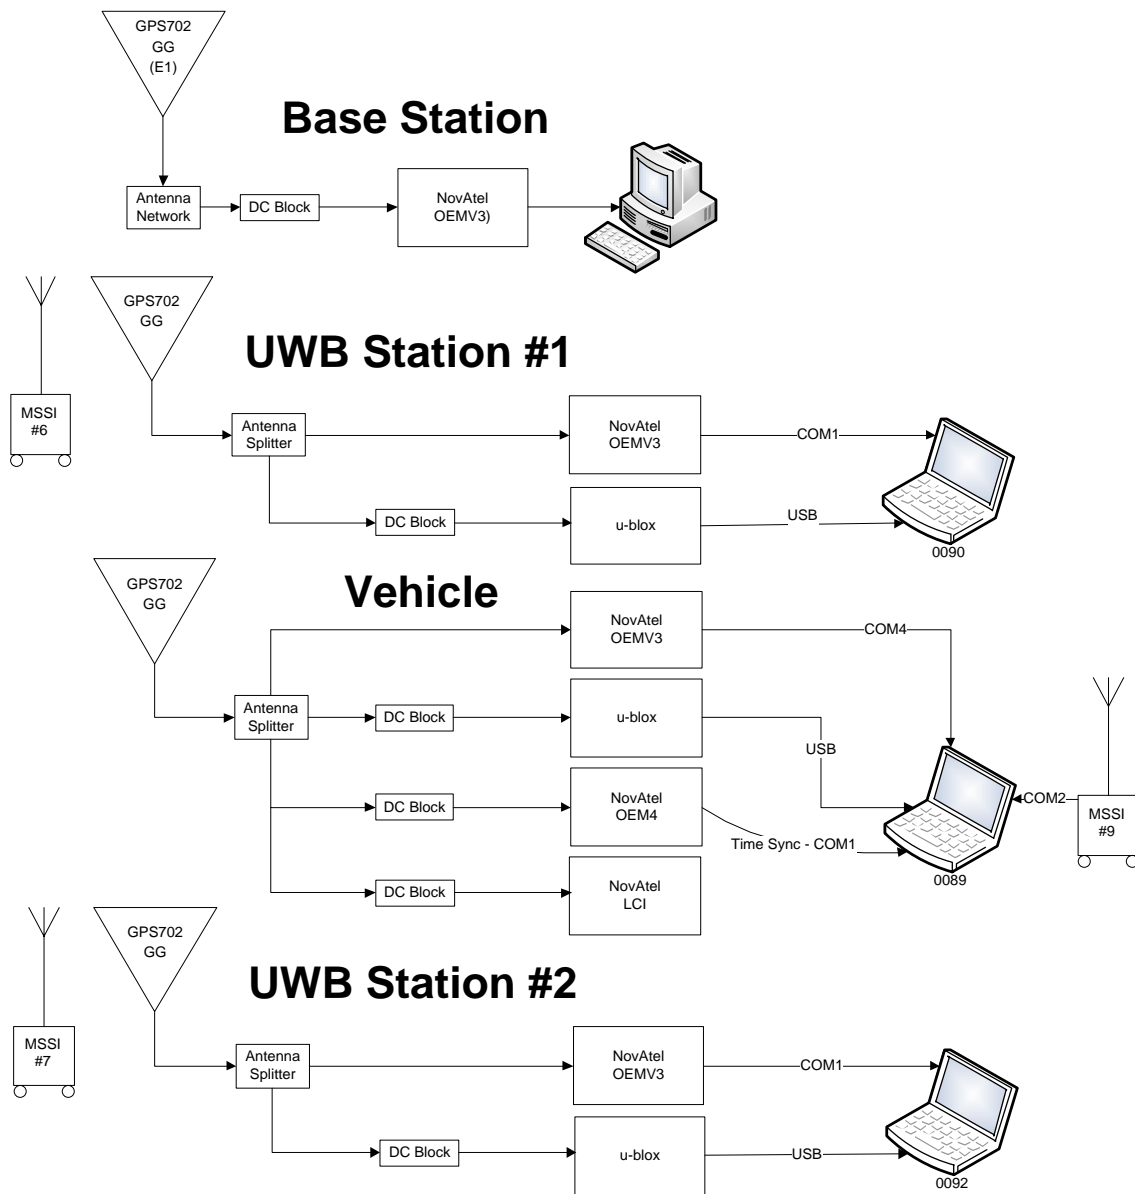 GPS702
GG
(E1)
Base Station
Antenna
Network
DC Block
NovAtel
OEMV3)
GPS702
GG
UWB Station #1
MSSI
#6
Antenna
Splitter
NovAtel
OEMV3
COM1
DC Block
u-blox
USB
0090
GPS702
GG
Vehicle
NovAtel
OEMV3
COM4
Antenna
Splitter
DC Block
u-blox
USB
DC Block
NovAtel
OEM4
Time Sync - COM1
COM2
MSSI
#9
0089
DC Block
NovAtel
LCI
GPS702
GG
UWB Station #2
MSSI
#7
Antenna
Splitter
NovAtel
OEMV3
COM1
DC Block
u-blox
USB
0092